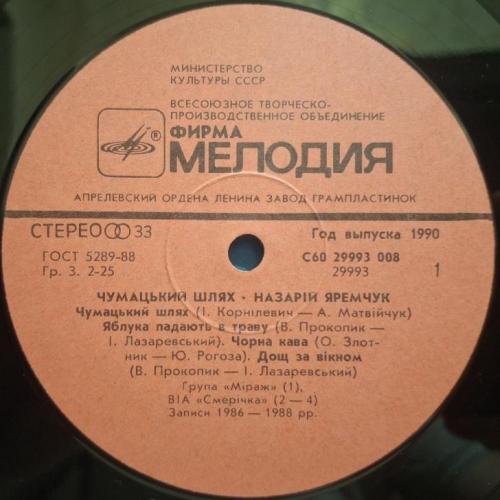 МИНИСТЕРСТВО
КУЛЬТУРЫ СССР
ВСЕСОЮЗНОЕ ТВОРЧЕСКО-
ПРОИЗВОДСТВЕННОЕ ОБЪЕДИНЕНИЕ
® ФИРМА
МЕЛОДИЯ
АПРЕЛЕВСКИЙ ОРДЕНА ЛЕНИНА ЗАВОД ГРАМПЛАСТИНОК
СТЕРЕО 33
Год выпуска 1990
ГОСТ 5289-88
С60 29993 008
Гр. 3. 2-25
29993 1
ЧУМАЦЬКИЙ ШЛЯХ · НАЗАРІЙ ЯРЕМЧУК
Чумацький шлях (І. Корнілевич — А. Матвійчук)
Яблука падають в траву (В. Прокопик —
І. Лазаревський). Чорна кава (О. Злот-
ник — Ю. Рогоза). Дощ за вікном
(В. Прокопик — І. Лазаревський)
Група «Міраж» (1),
ВІА «Смерічка» (2 — 4)
Записи 1986 — 1988 рр.